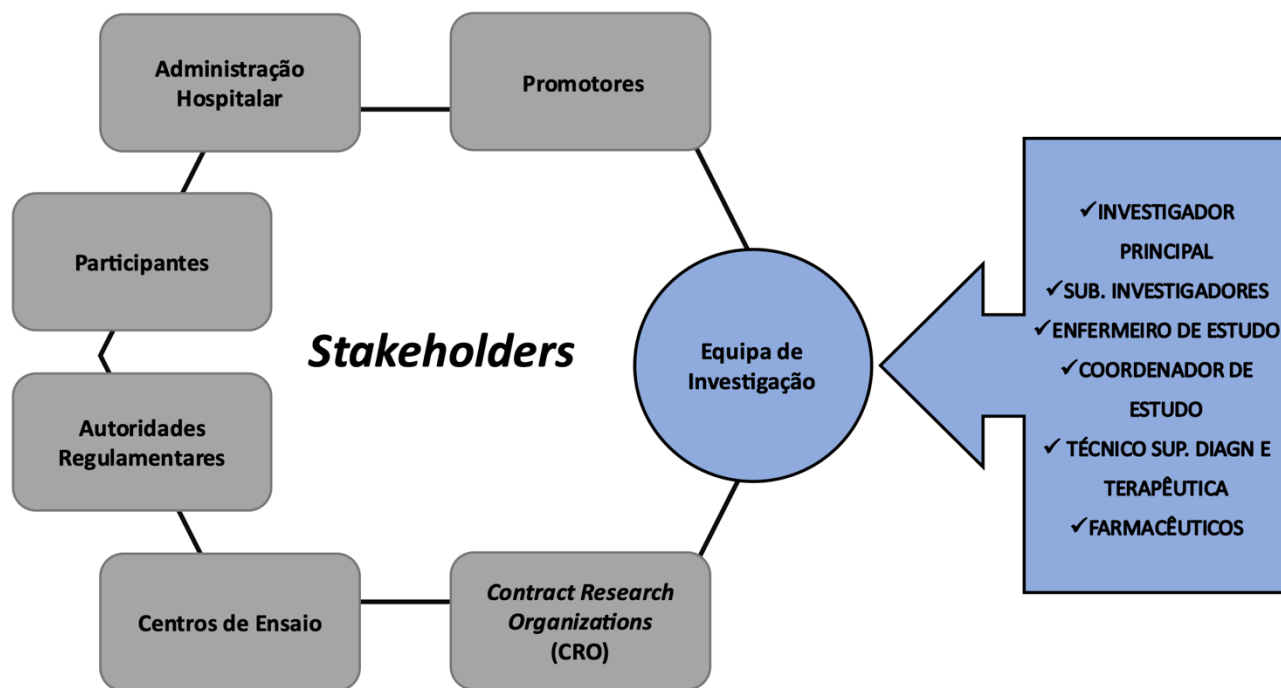 Administração
Hospitalar
Promotores
Participantes
Stakeholders
Equipa de
Investigação
Autoridades
Regulamentares
Centros de Ensaio
Contract Research
Organizations
(CRO)
✓INVESTIGADOR
PRINCIPAL
✓SUB. INVESTIGADORES
✓ENFERMEIRO DE ESTUDO
✓COORDENADOR DE
ESTUDO
✓ TÉCNICO SUP. DIAGN E
TERAPÊUTICA
✓FARMACÊUTICOS